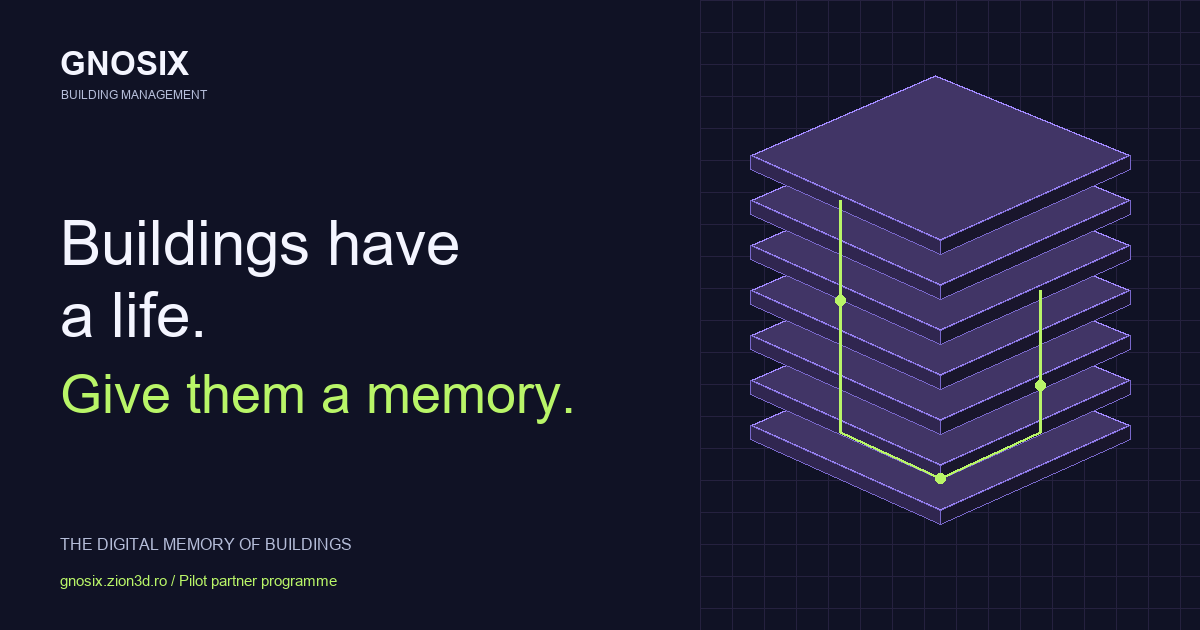 GNOSIX
BUILDING MANAGEMENT
Buildings have
a life.
Give them a memory.
THE DIGITAL MEMORY OF BUILDINGS
gnosix.zion3d.ro / Pilot partner programme